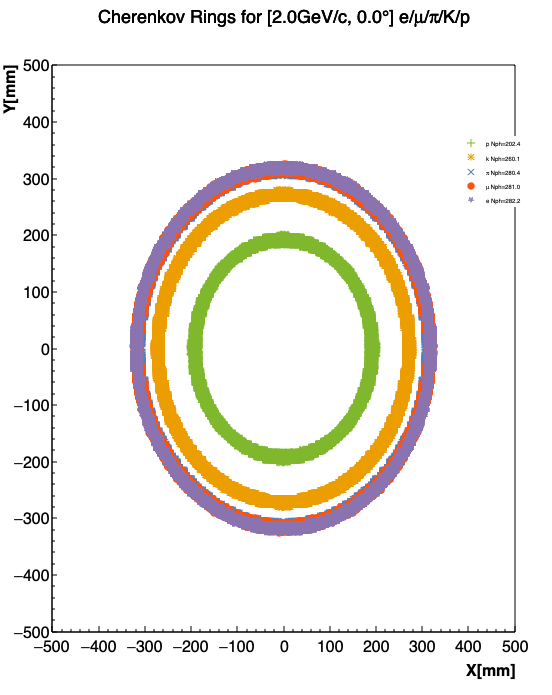 Cherenkov Rings for [2.0GeV/c, 0.0°] e/μ/π/K/p
Y[mm]
500
400
300
200
100
0
−100
−200
−300
−400
−500
p Nph=202.4
k Nph=260.1
π Nph=280.4
μ Nph=281.0
e Nph=282.2
−500 −400 −300 −200 −100 0 100 200 300 400 500
X[mm]